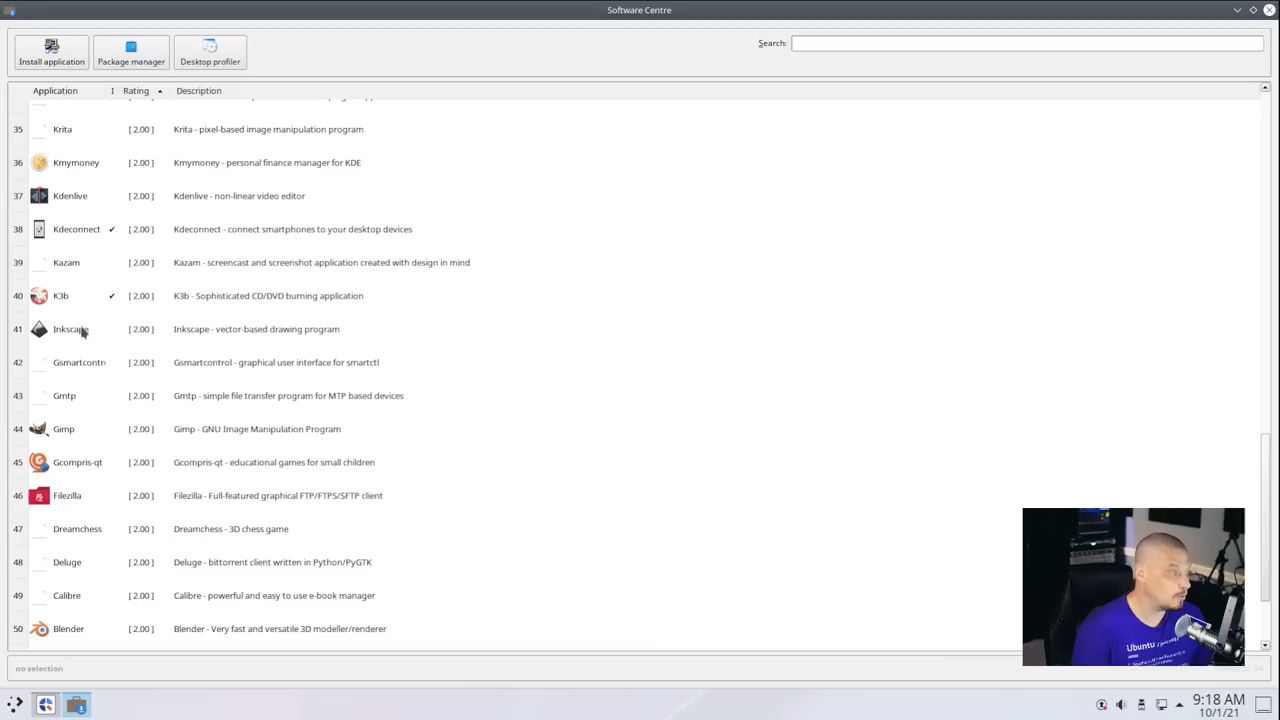 Software Centre
Install application
Package manager
Desktop profiler
Search:
Application I Rating Description
35 Krita [ 2.00 ] Krita - pixel-based image manipulation program
36 Kmymoney [ 2.00 ] Kmymoney - personal finance manager for KDE
37 Kdenlive [ 2.00 ] Kdenlive - non-linear video editor
38 Kdeconnect ✔ [ 2.00 ] Kdeconnect - connect smartphones to your desktop devices
39 Kazam [ 2.00 ] Kazam - screencast and screenshot application created with design in mind
40 K3b ✔ [ 2.00 ] K3b - Sophisticated CD/DVD burning application
41 Inkscape [ 2.00 ] Inkscape - vector-based drawing program
42 Gsmartcontr [ 2.00 ] Gsmartcontrol - graphical user interface for smartctl
43 Gmtp [ 2.00 ] Gmtp - simple file transfer program for MTP based devices
44 Gimp [ 2.00 ] Gimp - GNU Image Manipulation Program
45 Gcompris-qt [ 2.00 ] Gcompris-qt - educational games for small children
46 Filezilla [ 2.00 ] Filezilla - Full-featured graphical FTP/FTPS/SFTP client
47 Dreamchess [ 2.00 ] Dreamchess - 3D chess game
48 Deluge [ 2.00 ] Deluge - bittorrent client written in Python/PyGTK
49 Calibre [ 2.00 ] Calibre - powerful and easy to use e-book manager
50 Blender [ 2.00 ] Blender - Very fast and versatile 3D modeller/renderer
Ubuntu
no selection
9:18 AM
10/1/21